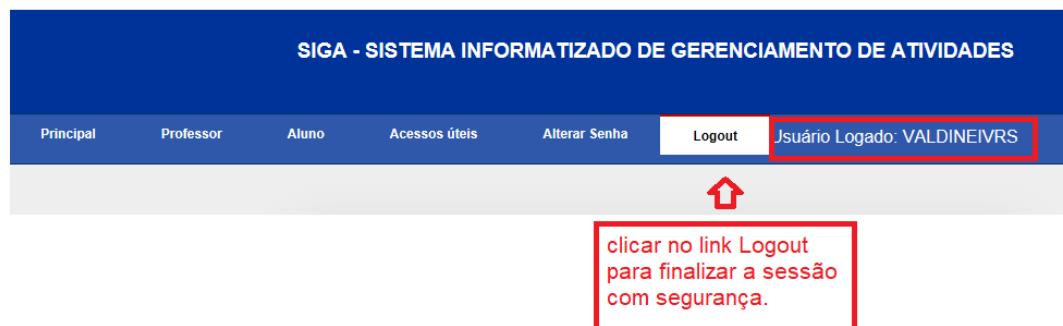 SIGA - SISTEMA INFORMATIZADO DE GERENCIAMENTO DE ATIVIDADES
Principal Professor Aluno Acessos úteis Alterar Senha Logout Usuário Logado: VALDINEIVRS
clicar no link Logout
para finalizar a sessão
com segurança.